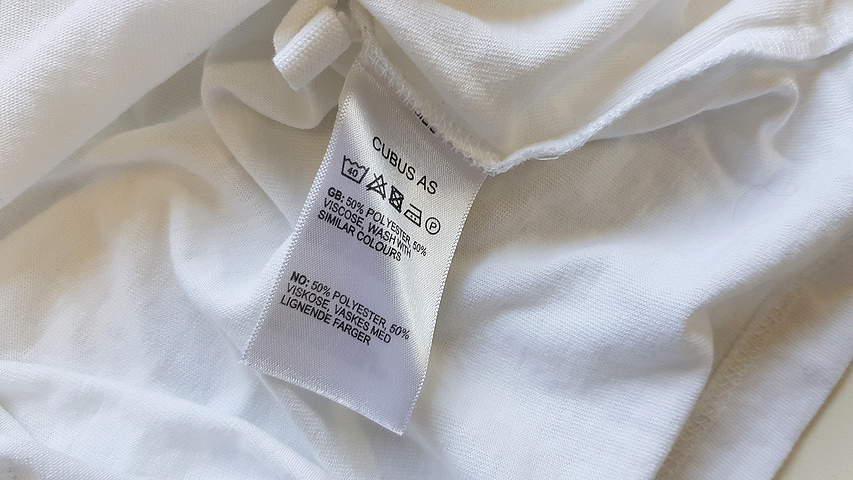 CUBUS AS
40 P
GB: 50% POLYESTER, 50%
VISCOSE, WASH WITH
SIMILAR COLOURS
NO: 50% POLYESTER, 50%
VISKOSE, VASKES MED
LIGNENDE FARGER